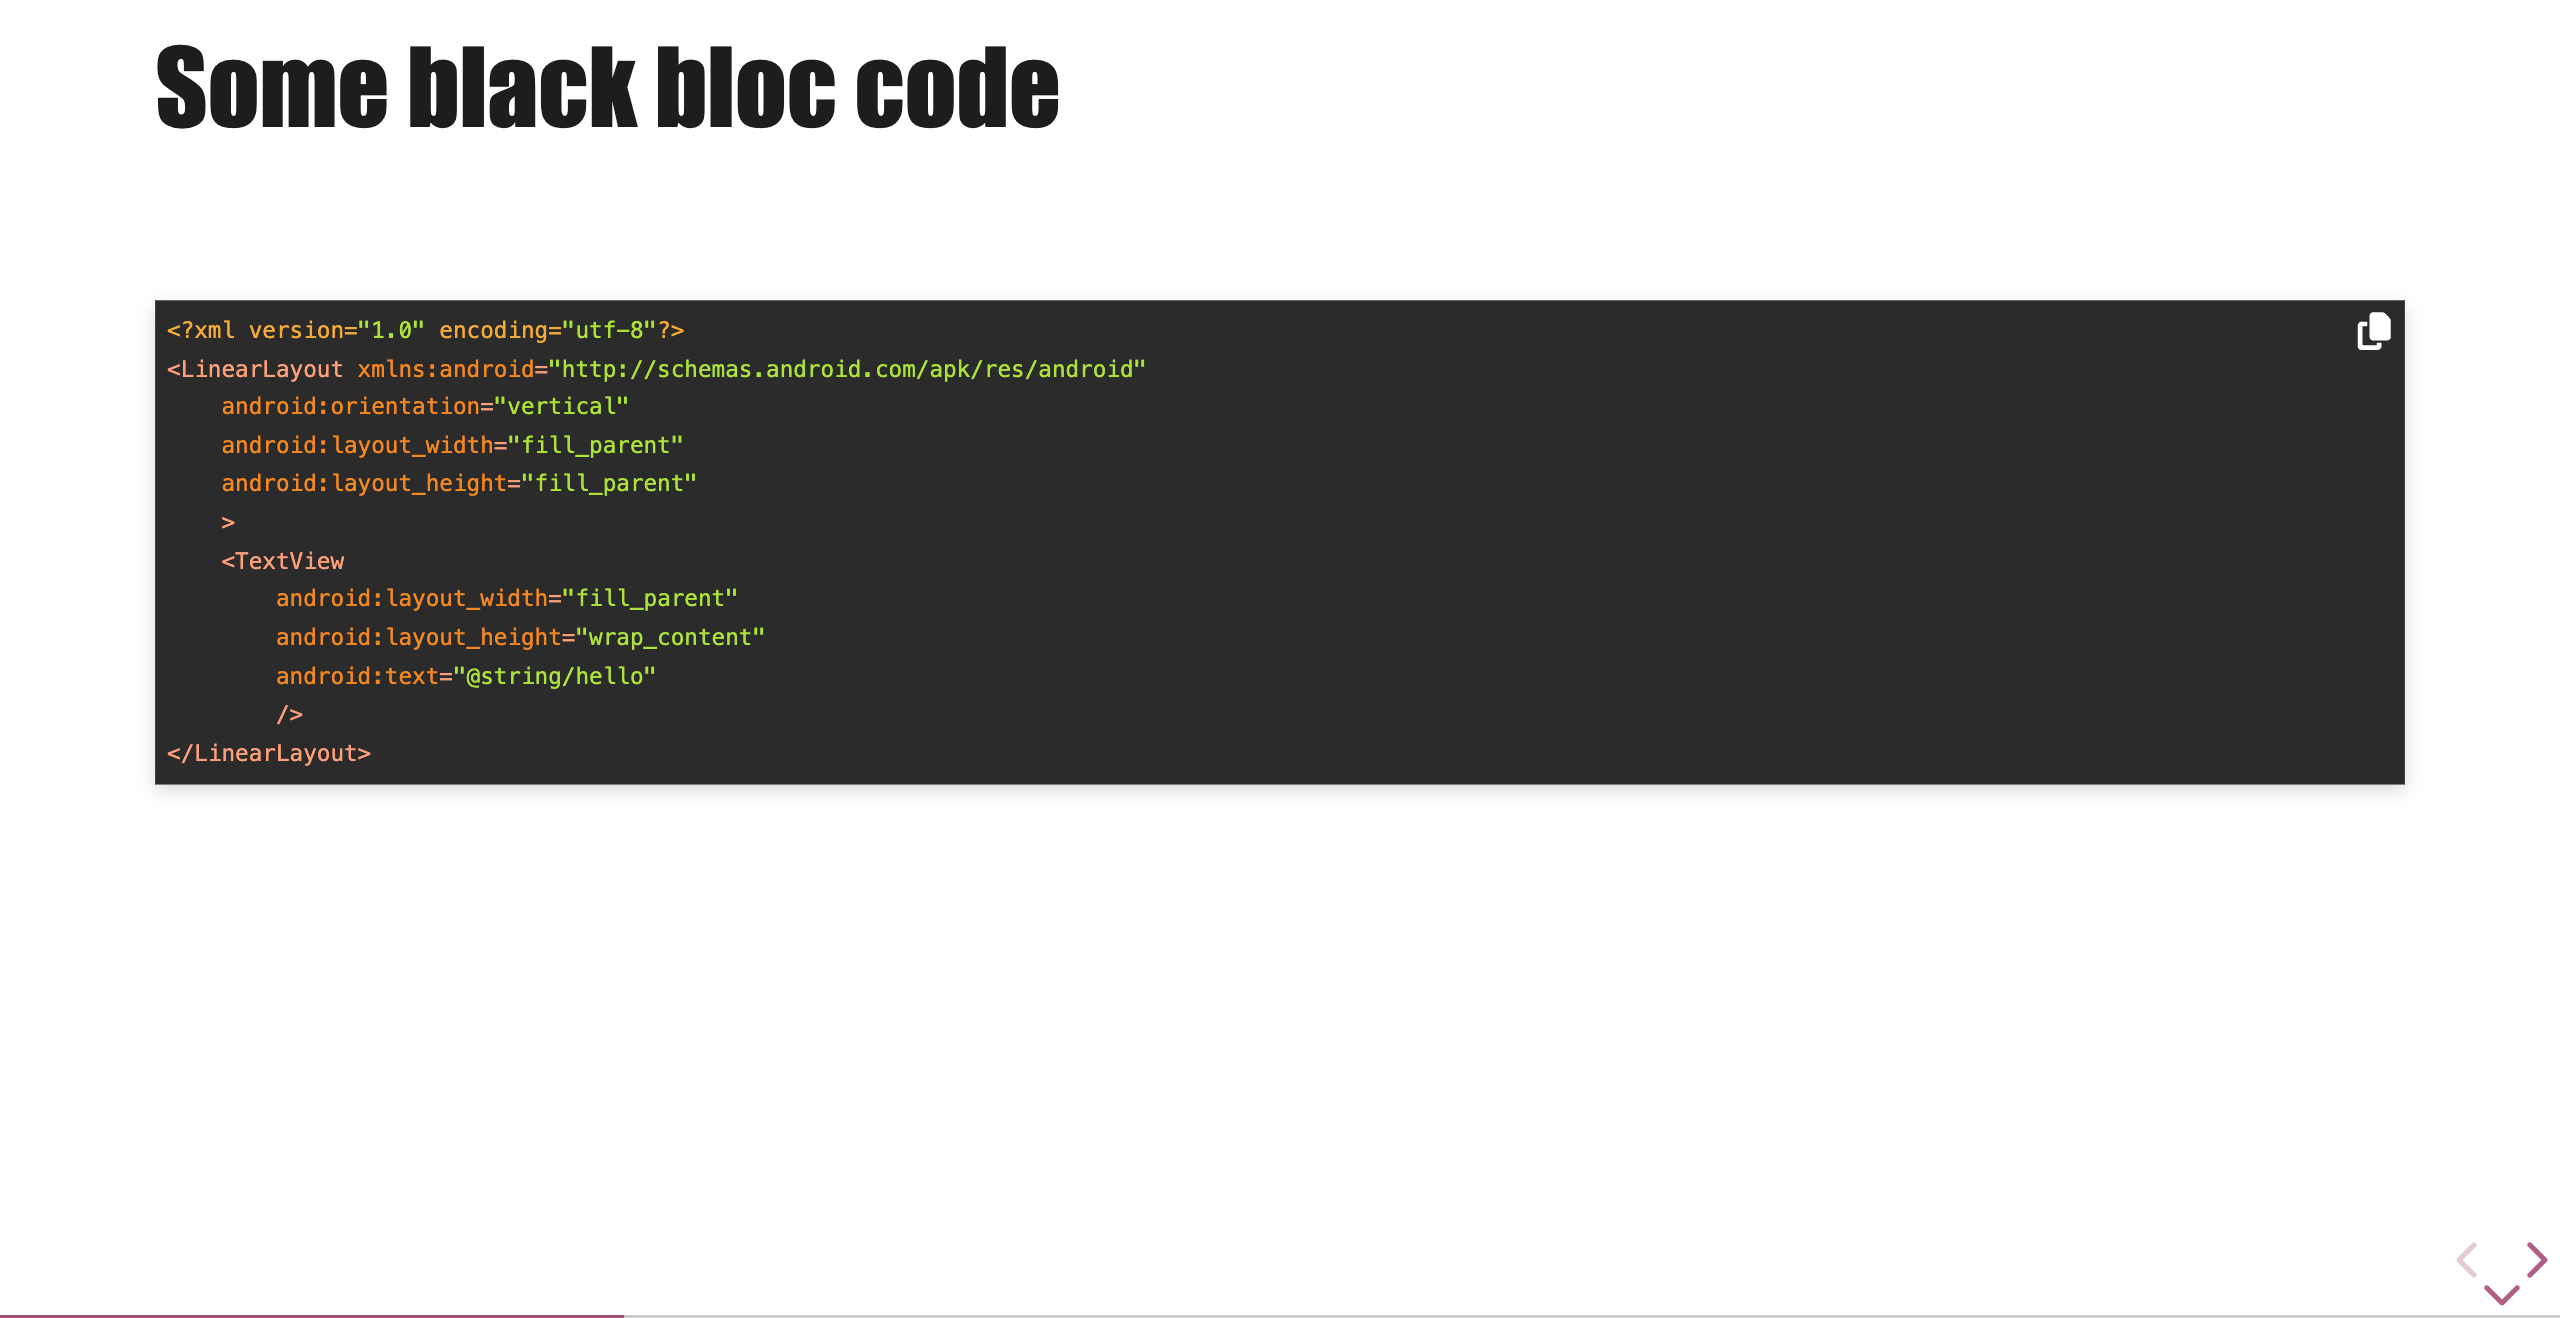 Some black bloc code
<?xml version="1.0" encoding="utf-8"?>
<LinearLayout xmlns:android="http://schemas.android.com/apk/res/android"
    android:orientation="vertical"
    android:layout_width="fill_parent"
    android:layout_height="fill_parent"
    >
    <TextView
        android:layout_width="fill_parent"
        android:layout_height="wrap_content"
        android:text="@string/hello"
        />
</LinearLayout>